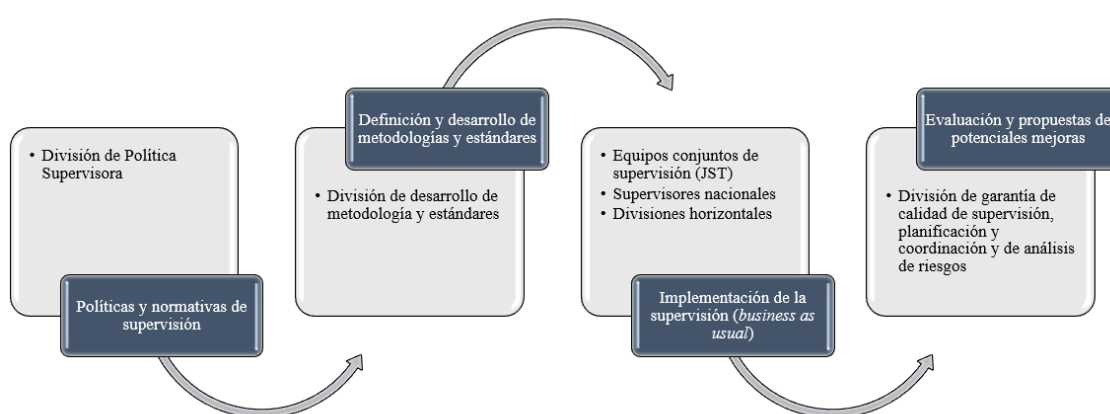 • División de Política
Supervisora
Políticas y normativas de
supervisión
Definición y desarrollo de
metodologías y estándares
• División de desarrollo de
metodología y estándares
• Equipos conjuntos de
supervisión (JST)
• Supervisores nacionales
• Divisiones horizontales
Implementación de la
supervisión (business as
usual)
Evaluación y propuestas de
potenciales mejoras
• División de garantía de
calidad de supervisión,
planificación y
coordinación y de análisis
de riesgos